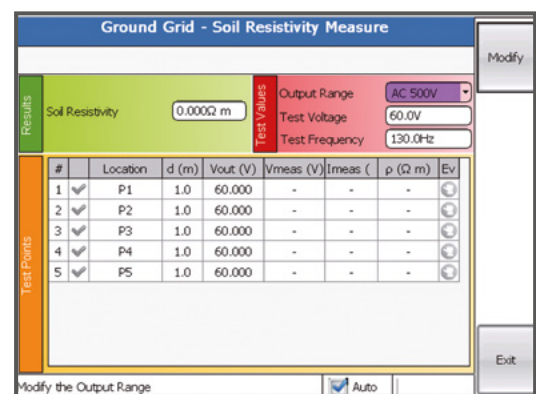 Ground Grid - Soil Resistivity Measure
Modify
Results
Soil Resistivity 0.000Ω m
Test Values
Output Range AC 500V
Test Voltage 60.0V
Test Frequency 130.0Hz
Test Points
# Location d (m) Vout (V) Vmeas (V) Imeas ( ρ (Ω m) Ev
1 P1 1.0 60.000 - - -
2 P2 1.0 60.000 - - -
3 P3 1.0 60.000 - - -
4 P4 1.0 60.000 - - -
5 P5 1.0 60.000 - - -
Exit
Modify the Output Range
Auto